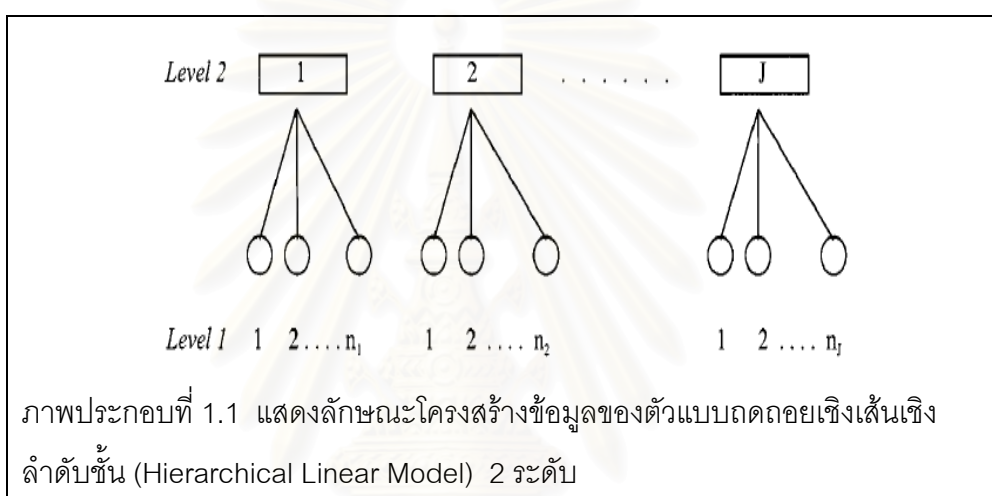 Level 2 1 2 . . . . . . J
Level 1 1 2 .... n₁ 1 2 .... n₂ 1 2 .... nⱼ
ภาพประกอบที่ 1.1 แสดงลักษณะโครงสร้างข้อมูลของตัวแบบถดถอยเชิงเส้นเชิง
ลำดับชั้น (Hierarchical Linear Model) 2 ระดับ